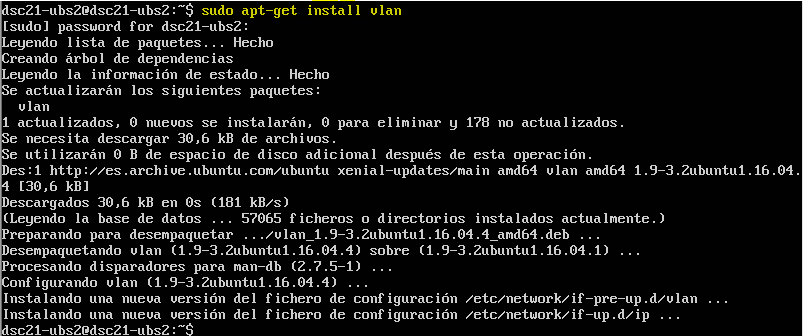 dsc21-ubs2@dsc21-ubs2:~$ sudo apt-get install vlan
[sudo] password for dsc21-ubs2:
Leyendo lista de paquetes... Hecho
Creando árbol de dependencias
Leyendo la información de estado... Hecho
Se actualizarán los siguientes paquetes:
  vlan
1 actualizados, 0 nuevos se instalarán, 0 para eliminar y 178 no actualizados.
Se necesita descargar 30,6 kB de archivos.
Se utilizarán 0 B de espacio de disco adicional después de esta operación.
Des:1 http://es.archive.ubuntu.com/ubuntu xenial-updates/main amd64 vlan amd64 1.9-3.2ubuntu1.16.04.
4 [30,6 kB]
Descargados 30,6 kB en 0s (181 kB/s)
(Leyendo la base de datos ... 57065 ficheros o directorios instalados actualmente.)
Preparando para desempaquetar .../vlan_1.9-3.2ubuntu1.16.04.4_amd64.deb ...
Desempaquetando vlan (1.9-3.2ubuntu1.16.04.4) sobre (1.9-3.2ubuntu1.16.04.1) ...
Procesando disparadores para man-db (2.7.5-1) ...
Configurando vlan (1.9-3.2ubuntu1.16.04.4) ...
Instalando una nueva versión del fichero de configuración /etc/network/if-pre-up.d/vlan ...
Instalando una nueva versión del fichero de configuración /etc/network/if-up.d/ip ...
dsc21-ubs2@dsc21-ubs2:~$